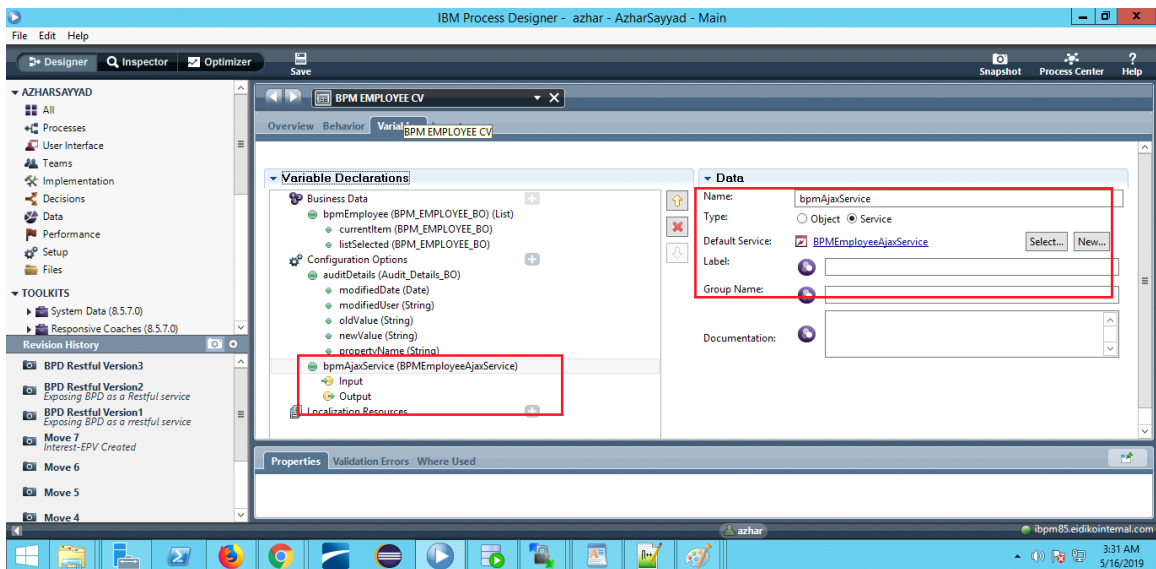 IBM Process Designer - azhar - AzharSayyad - Main
File Edit Help
Designer Inspector Optimizer
Save
Snapshot Process Center Help
AZHARSAYYAD
All
Processes
User Interface
Teams
Implementation
Decisions
Data
Performance
Setup
Files
TOOLKITS
System Data (8.5.7.0)
Responsive Coaches (8.5.7.0)
Revision History
BPD Restful Version3
BPD Restful Version2
Exposing BPD as a Restful service
BPD Restful Version1
Exposing BPD as a rrestful service
Move 7
Interest-EPV Created
Move 6
Move 5
Move 4
BPM EMPLOYEE CV
Overview Behavior
BPM EMPLOYEE CV
Variable Declarations
Business Data
bpmEmployee (BPM_EMPLOYEE_BO) (List)
currentItem (BPM_EMPLOYEE_BO)
listSelected (BPM_EMPLOYEE_BO)
Configuration Options
auditDetails (Audit_Details_BO)
modifiedDate (Date)
modifiedUser (String)
oldValue (String)
newValue (String)
propertyName (String)
bpmAjaxService (BPMEmployeeAjaxService)
Input
Output
Localization Resources
Data
Name: bpmAjaxService
Type: Object Service
Default Service: BPMEmployeeAjaxService Select... New...
Label:
Group Name:
Documentation:
Properties Validation Errors Where Used
azhar
ibpm85.eidikointernal.com
3:31 AM
5/16/2019